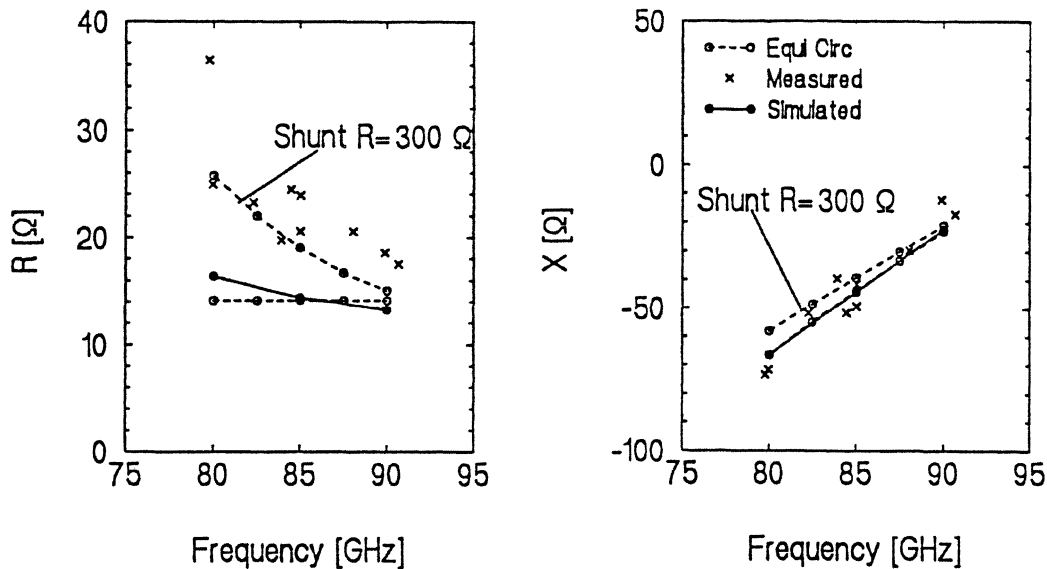 40
30
20
10
0
R [Ω]
Shunt R=300 Ω
75 80 85 90 95
Frequency [GHz]
50
0
-50
-100
X [Ω]
Equi Circ
Measured
Simulated
Shunt R=300 Ω
75 80 85 90 95
Frequency [GHz]